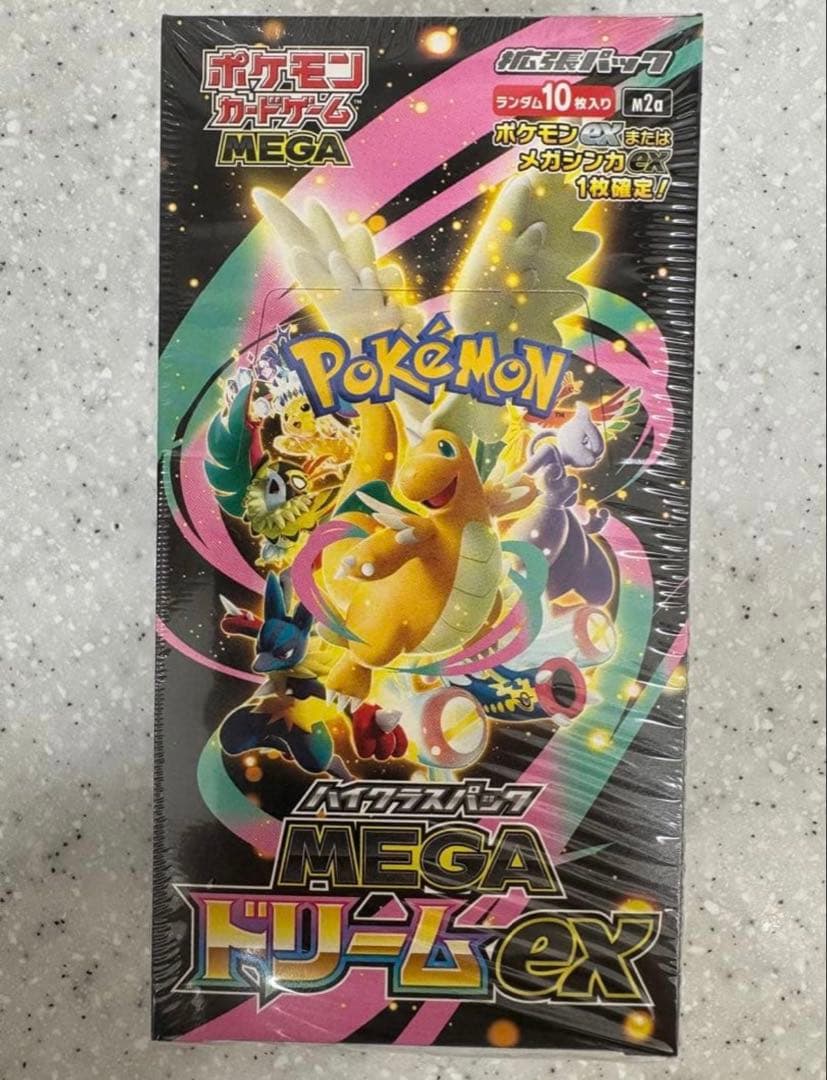 ポケモン
カードゲーム
MEGA
拡張パック
ランダム10枚入り M2a
ポケモンexまたは
メガシンカex
1枚確定!
POKéMON
TM
ハイクラスパック
MEGA
ドリームex